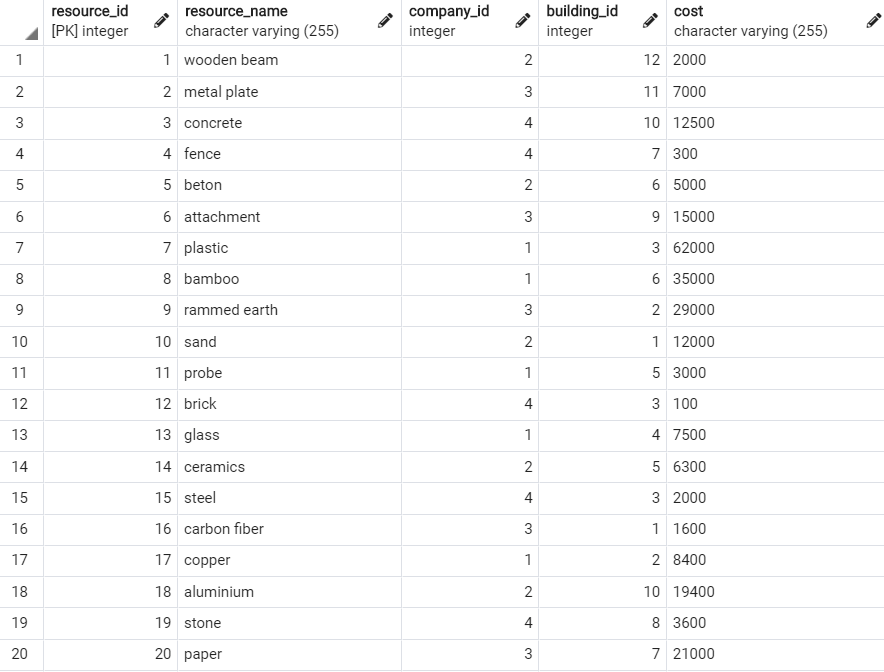 resource_id resource_name company_id building_id cost
[PK] integer character varying (255) integer integer character varying (255)
1 1 wooden beam 2 12 2000
2 2 metal plate 3 11 7000
3 3 concrete 4 10 12500
4 4 fence 4 7 300
5 5 beton 2 6 5000
6 6 attachment 3 9 15000
7 7 plastic 1 3 62000
8 8 bamboo 1 6 35000
9 9 rammed earth 3 2 29000
10 10 sand 2 1 12000
11 11 probe 1 5 3000
12 12 brick 4 3 100
13 13 glass 1 4 7500
14 14 ceramics 2 5 6300
15 15 steel 4 3 2000
16 16 carbon fiber 3 1 1600
17 17 copper 1 2 8400
18 18 aluminium 2 10 19400
19 19 stone 4 8 3600
20 20 paper 3 7 21000